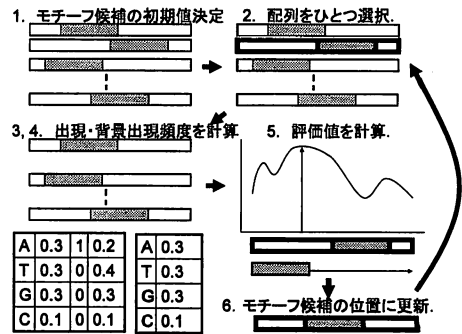 1. モチーフ候補の初期値決定
2. 配列をひとつ選択.
3, 4. 出現・背景出現頻度を計算
5. 評価値を計算.
A 0.3 1 0.2
T 0.3 0 0.4
G 0.3 0 0.3
C 0.1 0 0.1
A 0.3
T 0.3
G 0.3
C 0.1
6. モチーフ候補の位置に更新.